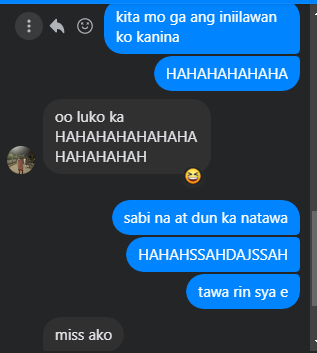 kita mo ga ang iniilawan
ko kanina
HAHAHAHAHAHA
oo luko ka
HAHAHAHAHAHAHA
HAHAHAHAH
sabi na at dun ka natawa
HAHAHSSAHDAJSSAH
tawa rin sya e
miss ako